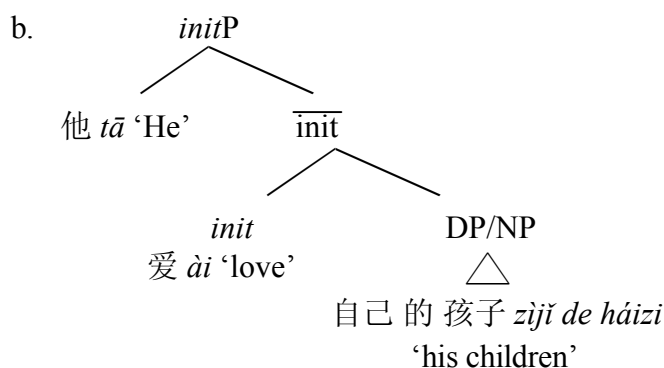 b. initP
他 tā ‘He’ init
init DP/NP
爱 ài ‘love’
自己 的 孩子 zìjǐ de háizi
‘his children’